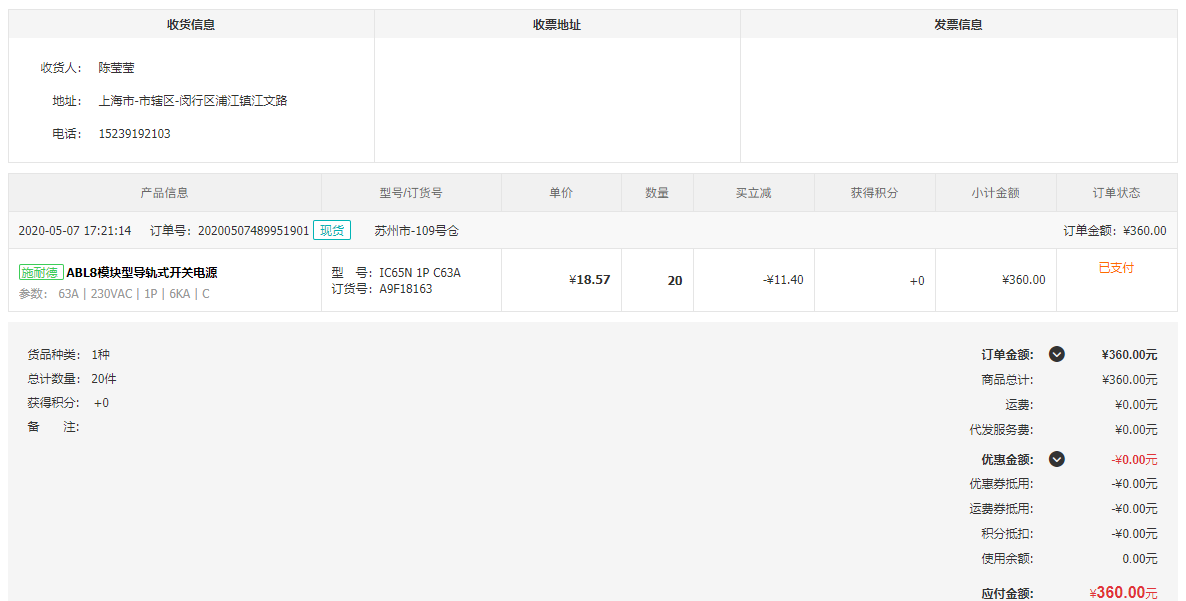 收货信息 收票地址 发票信息
收货人: 陈莹莹
地址: 上海市-市辖区-闵行区浦江镇江文路
电话: 15239192103
产品信息 型号/订货号 单价 数量 买立减 获得积分 小计金额 订单状态
2020-05-07 17:21:14 订单号: 20200507489951901 现货 苏州市-109号仓 订单金额: ¥360.00
施耐德 ABL8模块型导轨式开关电源 型 号: IC65N 1P C63A ¥18.57 20 -¥11.40 +0 ¥360.00 已支付
参数: 63A | 230VAC | 1P | 6KA | C 订货号: A9F18163
货品种类: 1种
总计数量: 20件
获得积分: +0
备 注:
订单金额: ¥360.00元
商品总计: ¥360.00元
运费: ¥0.00元
代发服务费: ¥0.00元
优惠金额: -¥0.00元
优惠券抵用: -¥0.00元
运费券抵用: -¥0.00元
积分抵扣: -¥0.00元
使用余额: 0.00元
应付金额: ¥360.00元